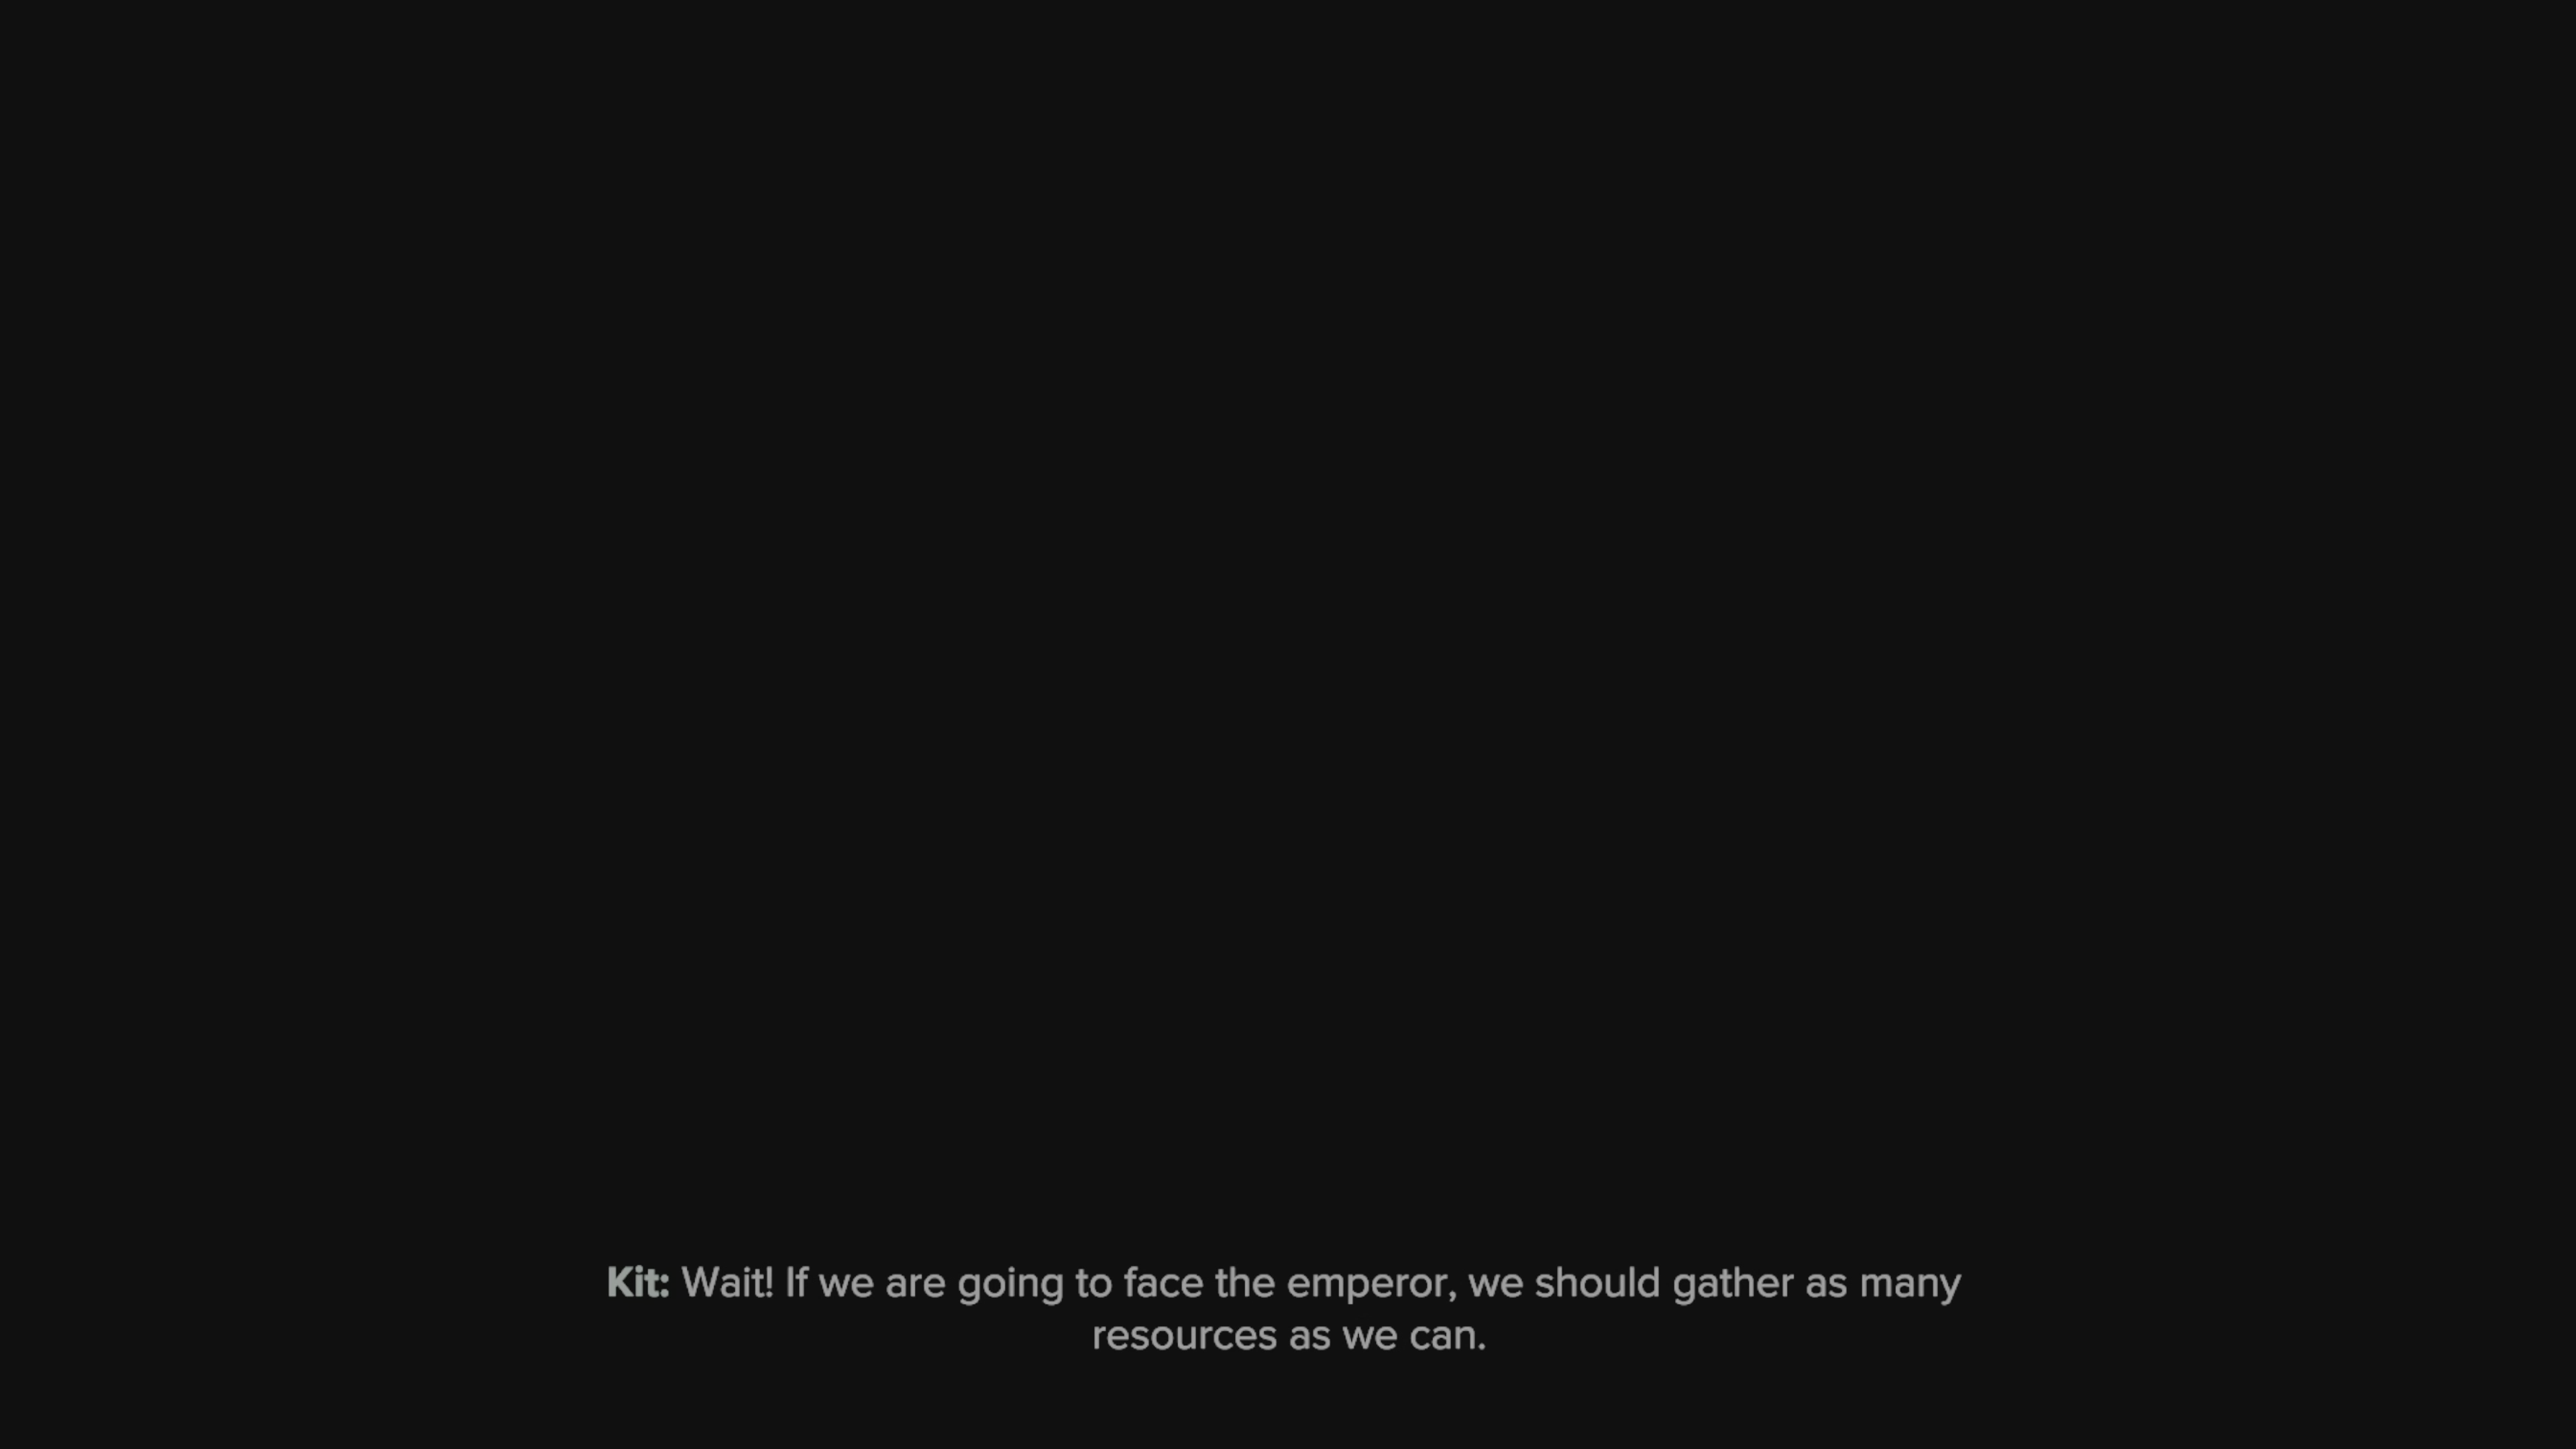 Kit: Wait! If we are going to face the emperor, we should gather as many
resources as we can.